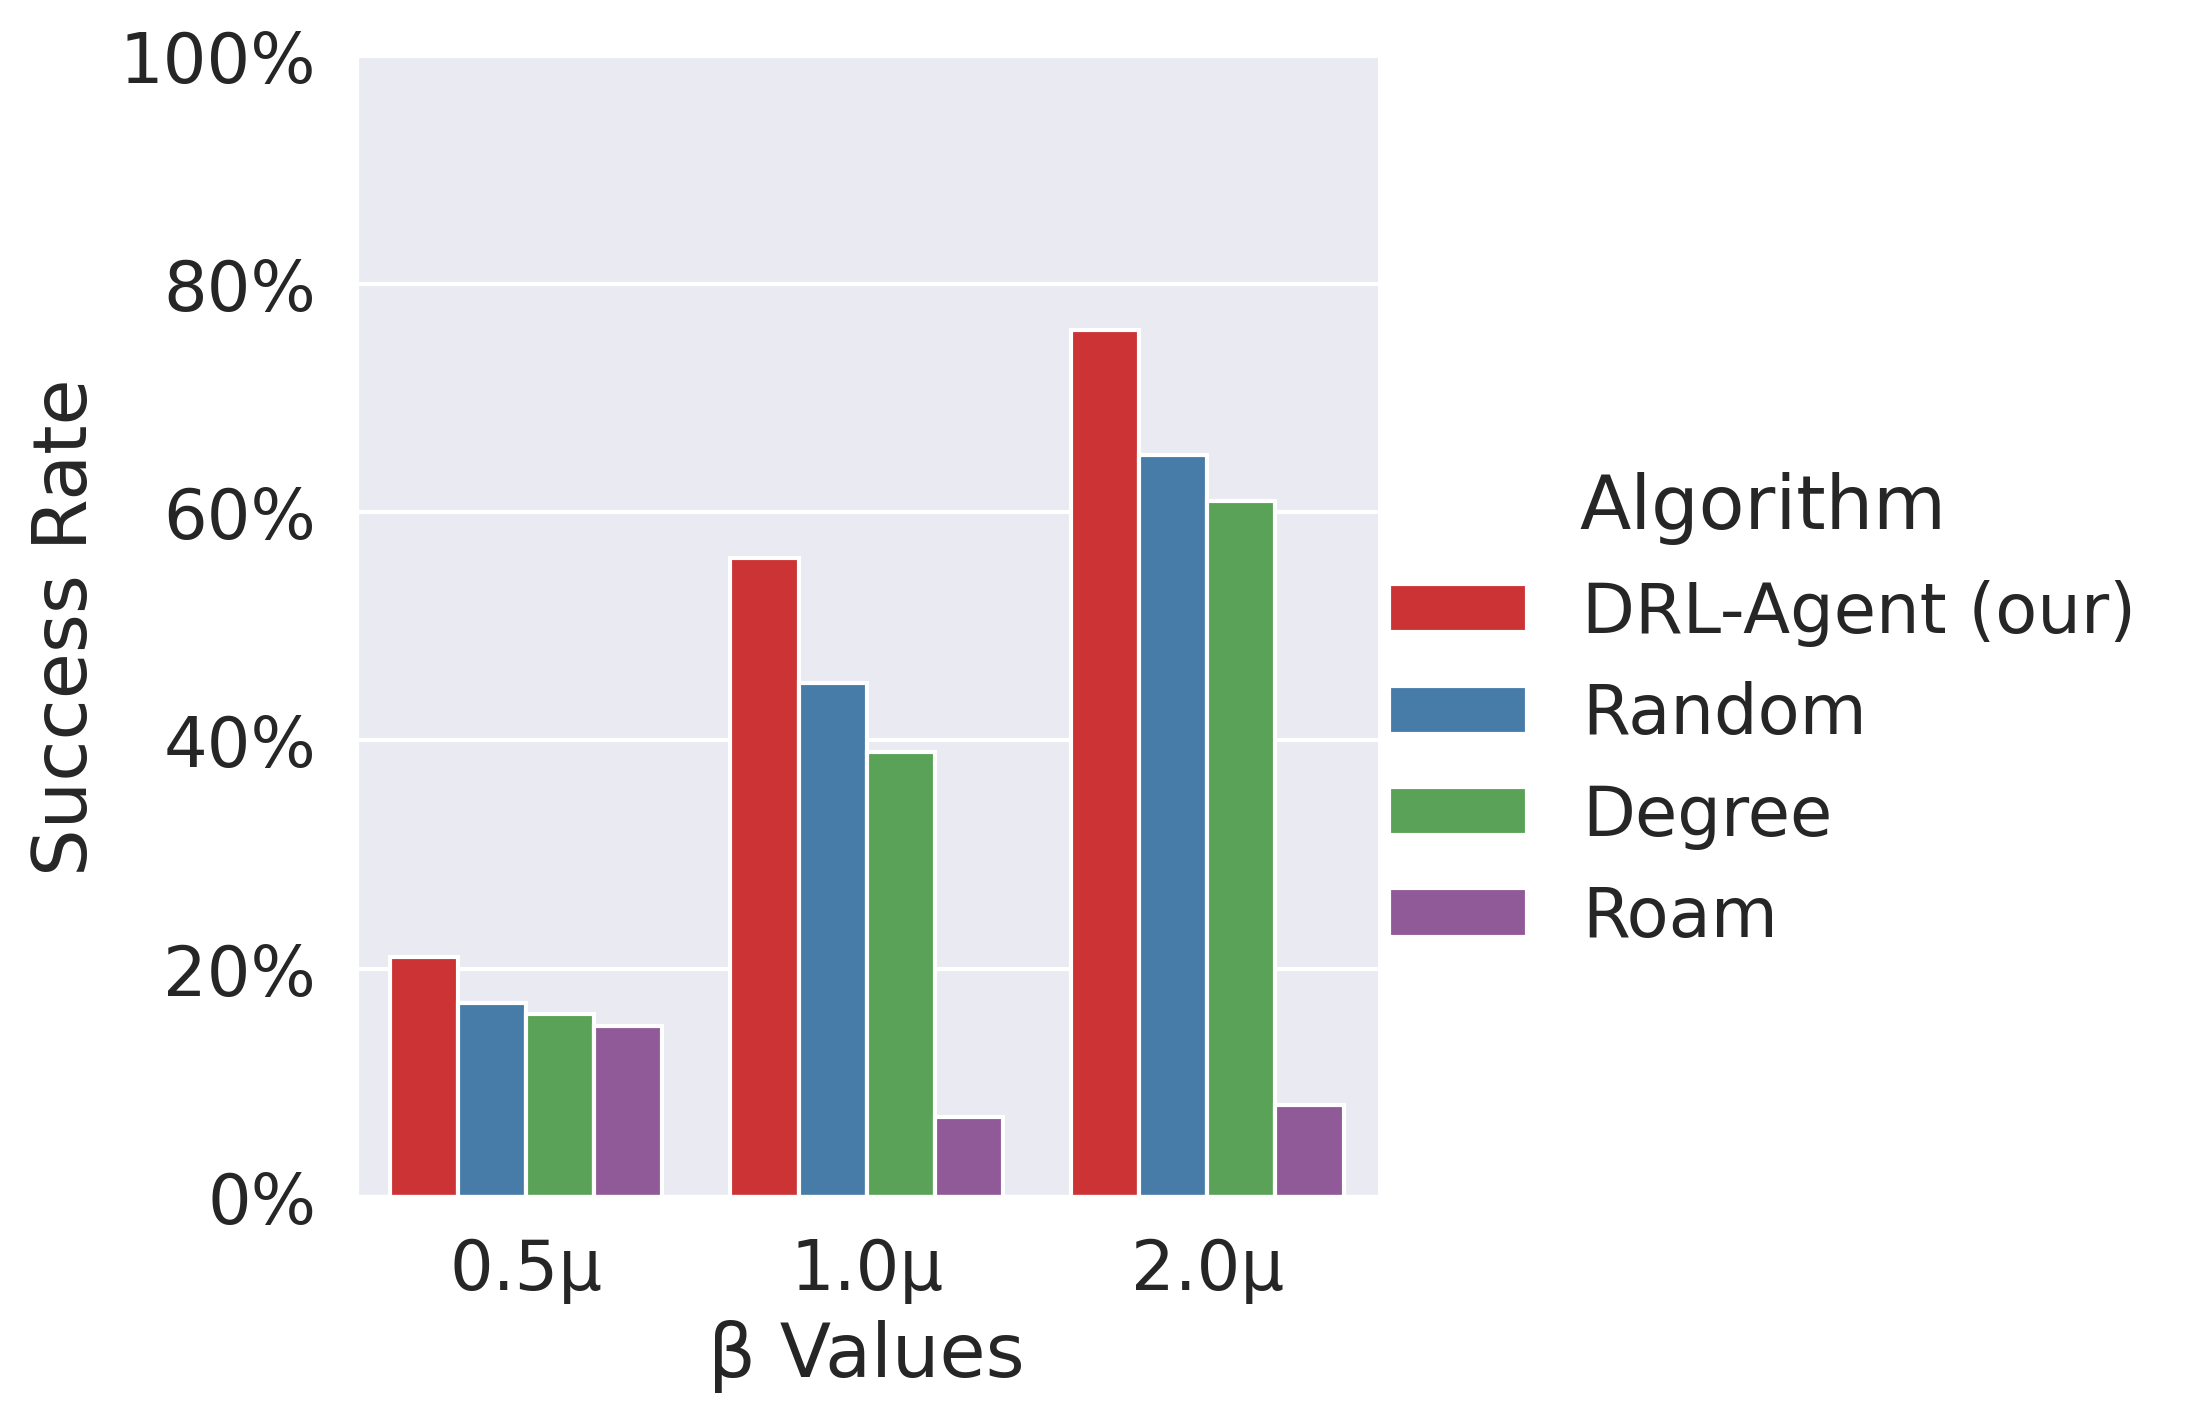 100%
80%
60%
40%
20%
0%
Success Rate
0.5μ 1.0μ 2.0μ
β Values
Algorithm
DRL-Agent (our)
Random
Degree
Roam